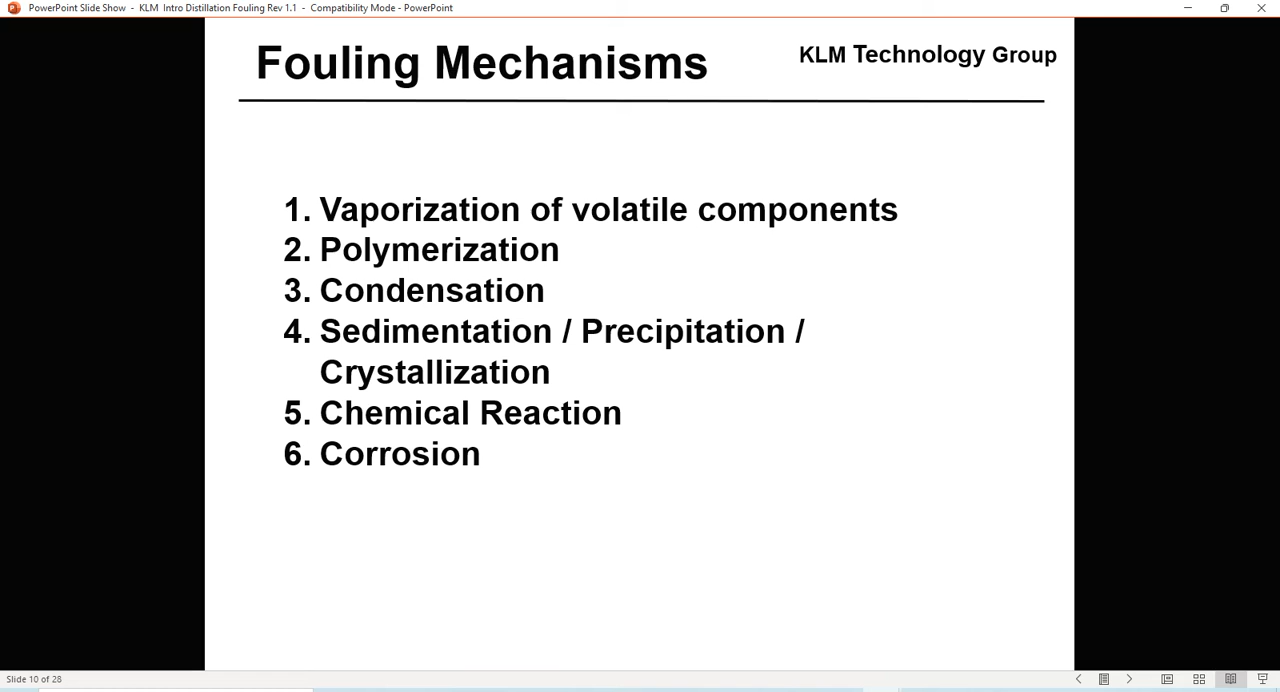 PowerPoint Slide Show - KLM Intro Distillation Fouling Rev 1.1 - Compatibility Mode - PowerPoint
Fouling Mechanisms
KLM Technology Group
1. Vaporization of volatile components
2. Polymerization
3. Condensation
4. Sedimentation / Precipitation /
Crystallization
5. Chemical Reaction
6. Corrosion
Slide 10 of 28